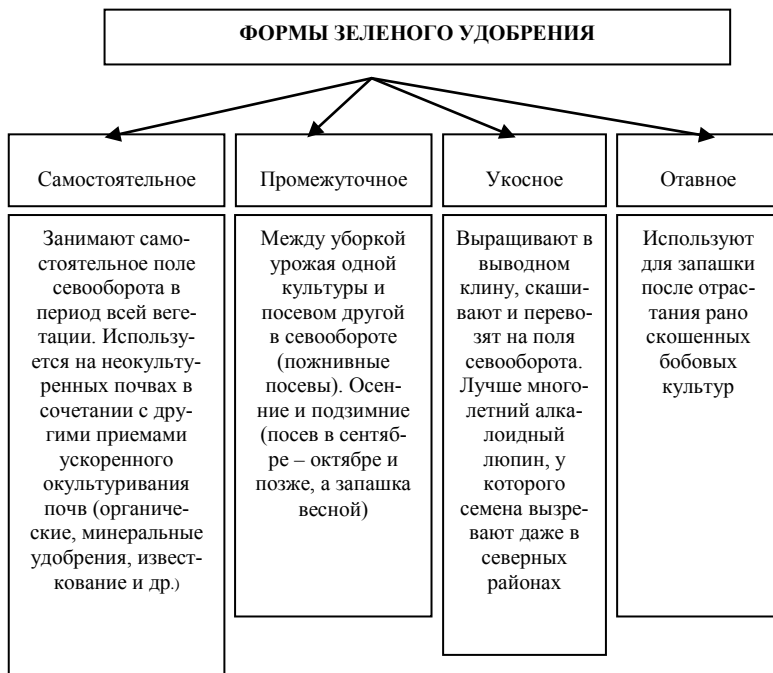 ФОРМЫ ЗЕЛЕНОГО УДОБРЕНИЯ
Самостоятельное
Занимают само-
стоятельное поле
севооборота в
период всей веге-
тации. Использу-
ется на неокульту-
ренных почвах в
сочетании с дру-
гими приемами
ускоренного
окультуривания
почв (органиче-
ские, минеральные
удобрения, извест-
кование и др.)
Промежуточное
Между уборкой
урожая одной
культуры и
посевом другой
в севообороте
(пожнивные
посевы). Осен-
ние и подзимние
(посев в сентяб-
ре – октябре и
позже, а запашка
весной)
Укосное
Выращивают в
выводном
клину, скаши-
вают и перево-
зят на поля
севооборота.
Лучше много-
летний алка-
лоидный
люпин, у
которого
семена вызре-
вают даже в
северных
районах
Отавное
Используют
для запашки
после отрас-
тания рано
скошенных
бобовых
культур